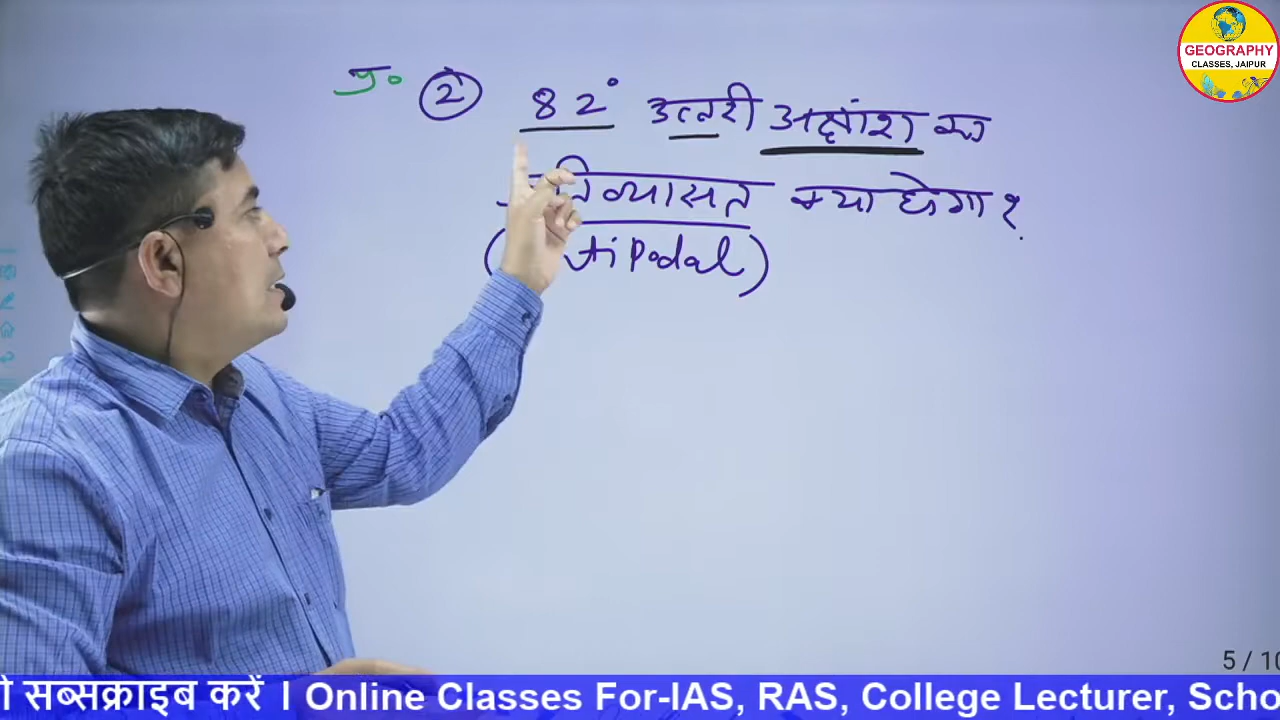 GEOGRAPHY
CLASSES, JAIPUR
प्र० ② 82° उत्तरी अक्षांश का
व्यासत क्या होगा ?
tiPodal)
5 / 10
सब्सक्राइब करें । Online Classes For-IAS, RAS, College Lecturer, Scho